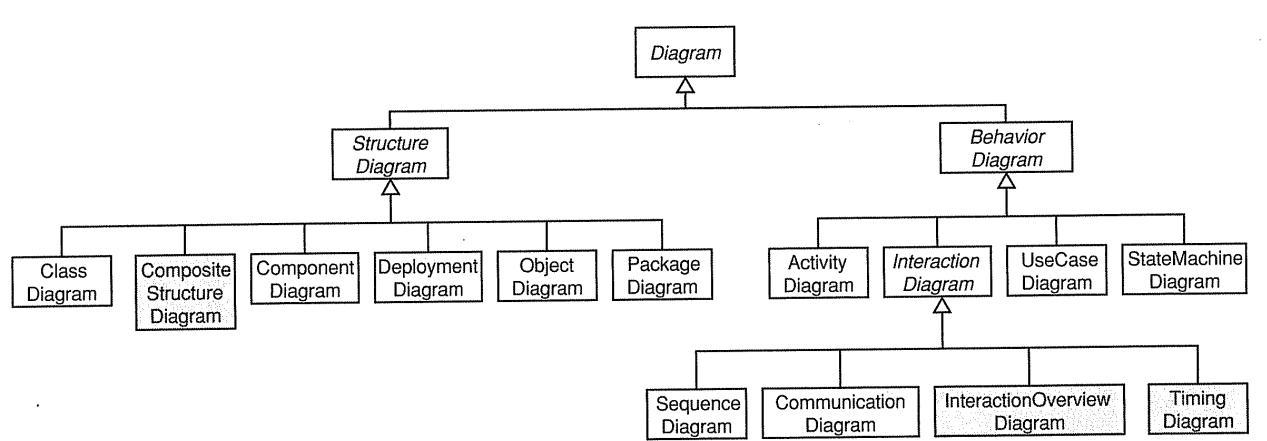 Diagram
Structure
Diagram
Behavior
Diagram
Class
Diagram
Composite
Structure
Diagram
Component
Diagram
Deployment
Diagram
Object
Diagram
Package
Diagram
Activity
Diagram
Interaction
Diagram
UseCase
Diagram
StateMachine
Diagram
Sequence
Diagram
Communication
Diagram
InteractionOverview
Diagram
Timing
Diagram